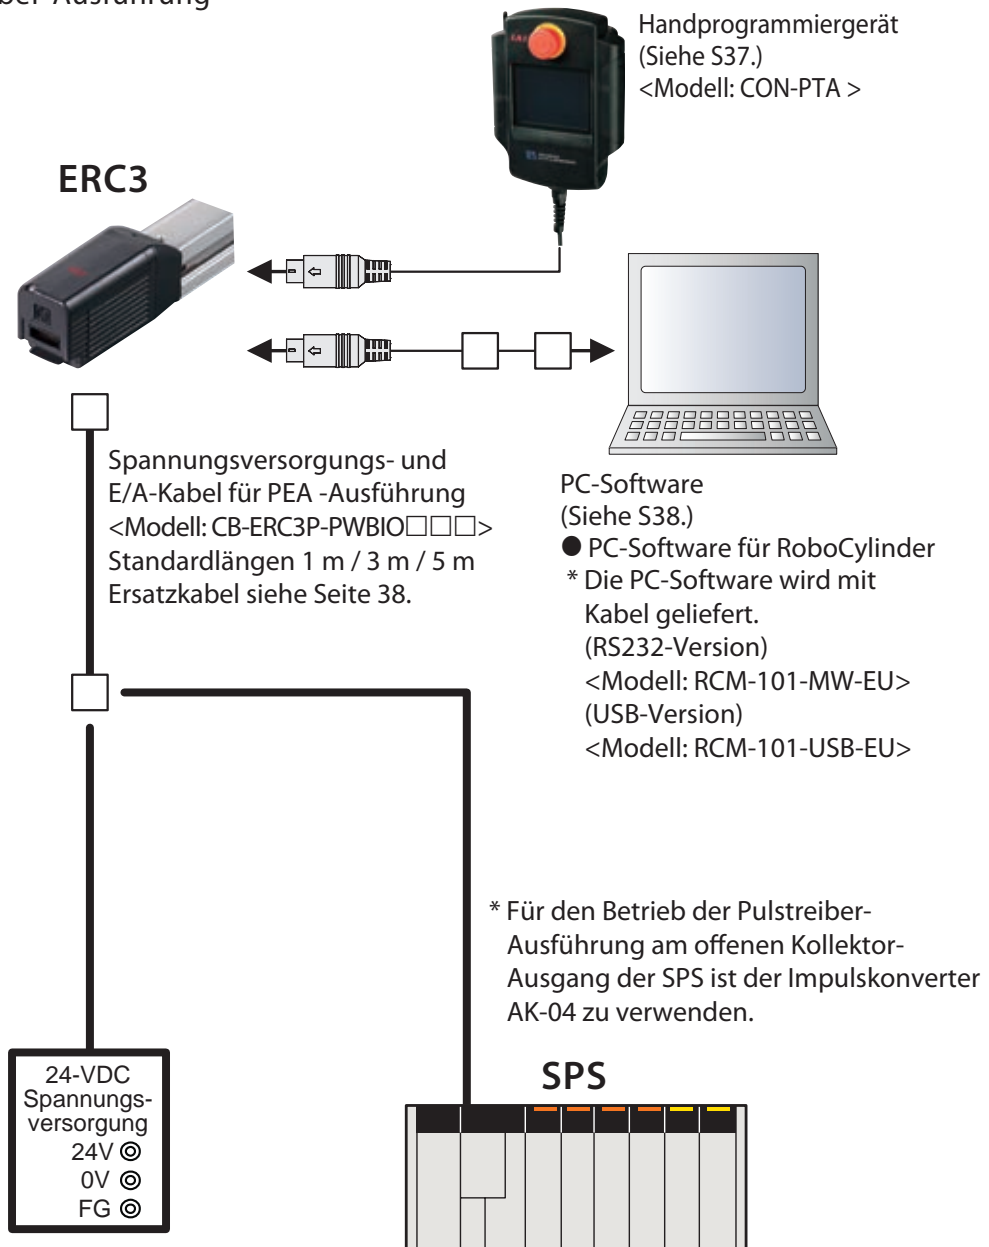 Handprogrammiergerät
(Siehe S37.)
<Modell: CON-PTA >
ERC3
Spannungsversorgungs- und
E/A-Kabel für PEA -Ausführung
<Modell: CB-ERC3P-PWBIO□□□>
Standardlängen 1 m / 3 m / 5 m
Ersatzkabel siehe Seite 38.
PC-Software
(Siehe S38.)
● PC-Software für RoboCylinder
* Die PC-Software wird mit
Kabel geliefert.
(RS232-Version)
<Modell: RCM-101-MW-EU>
(USB-Version)
<Modell: RCM-101-USB-EU>
* Für den Betrieb der Pulstreiber-
Ausführung am offenen Kollektor-
Ausgang der SPS ist der Impulskonverter
AK-04 zu verwenden.
24-VDC
Spannungs-
versorgung
24V
0V
FG
SPS